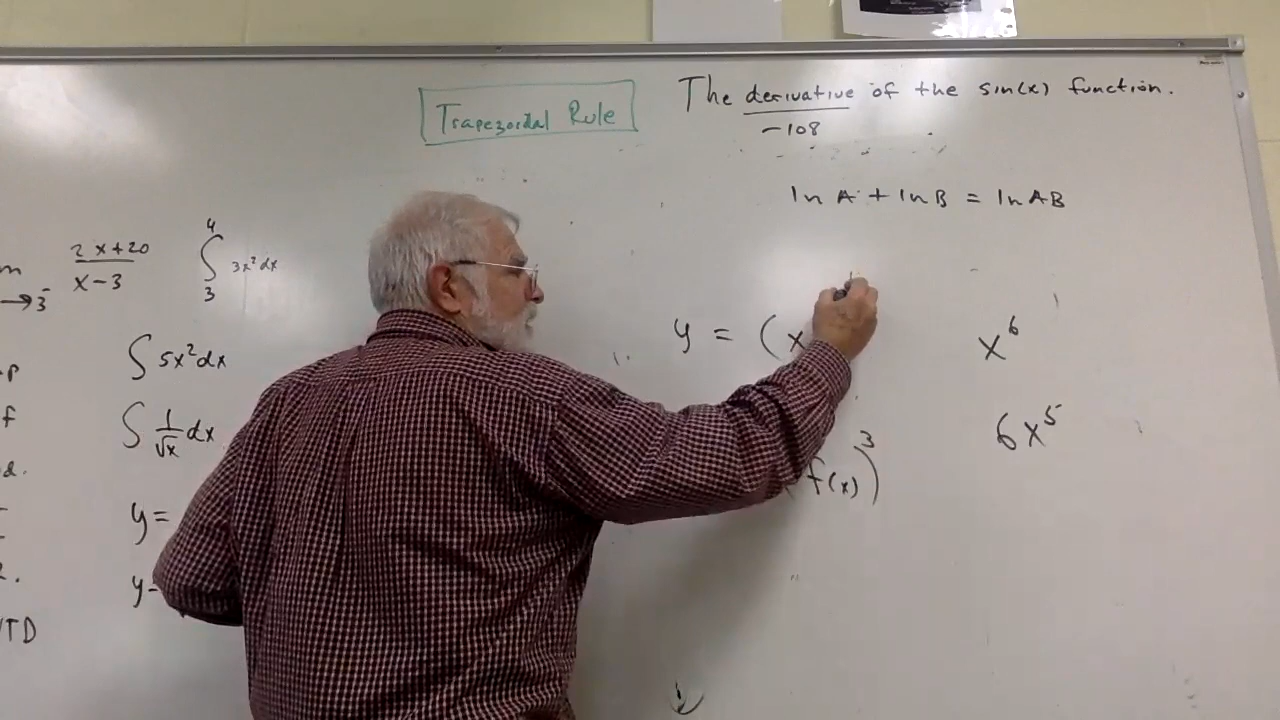 Trapezoidal Rule
The derivative of the sin(x) function.
-108
ln A + ln B = ln AB
2x+20
x-3
→3⁻
∫₃⁴ 3x² dx
∫ 5x² dx
∫ 1/√x dx
y =
y =
y = (x
(f(x))³
x⁶
6x⁵